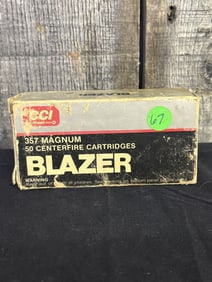 CCI
67
357 MAGNUM
50 CENTERFIRE CARTRIDGES
BLAZER
WARNING